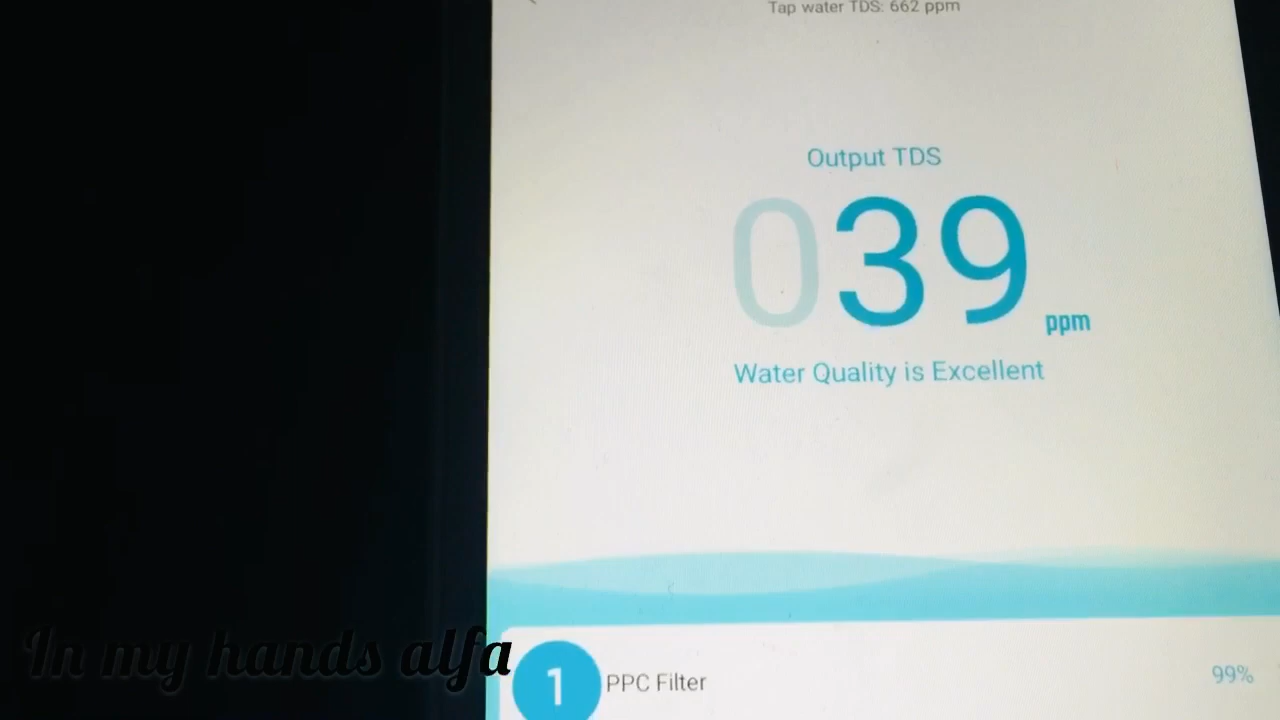 Tap water TDS: 662 ppm
Output TDS
039 ppm
Water Quality is Excellent
1 PPC Filter 99%
In my hands alfa